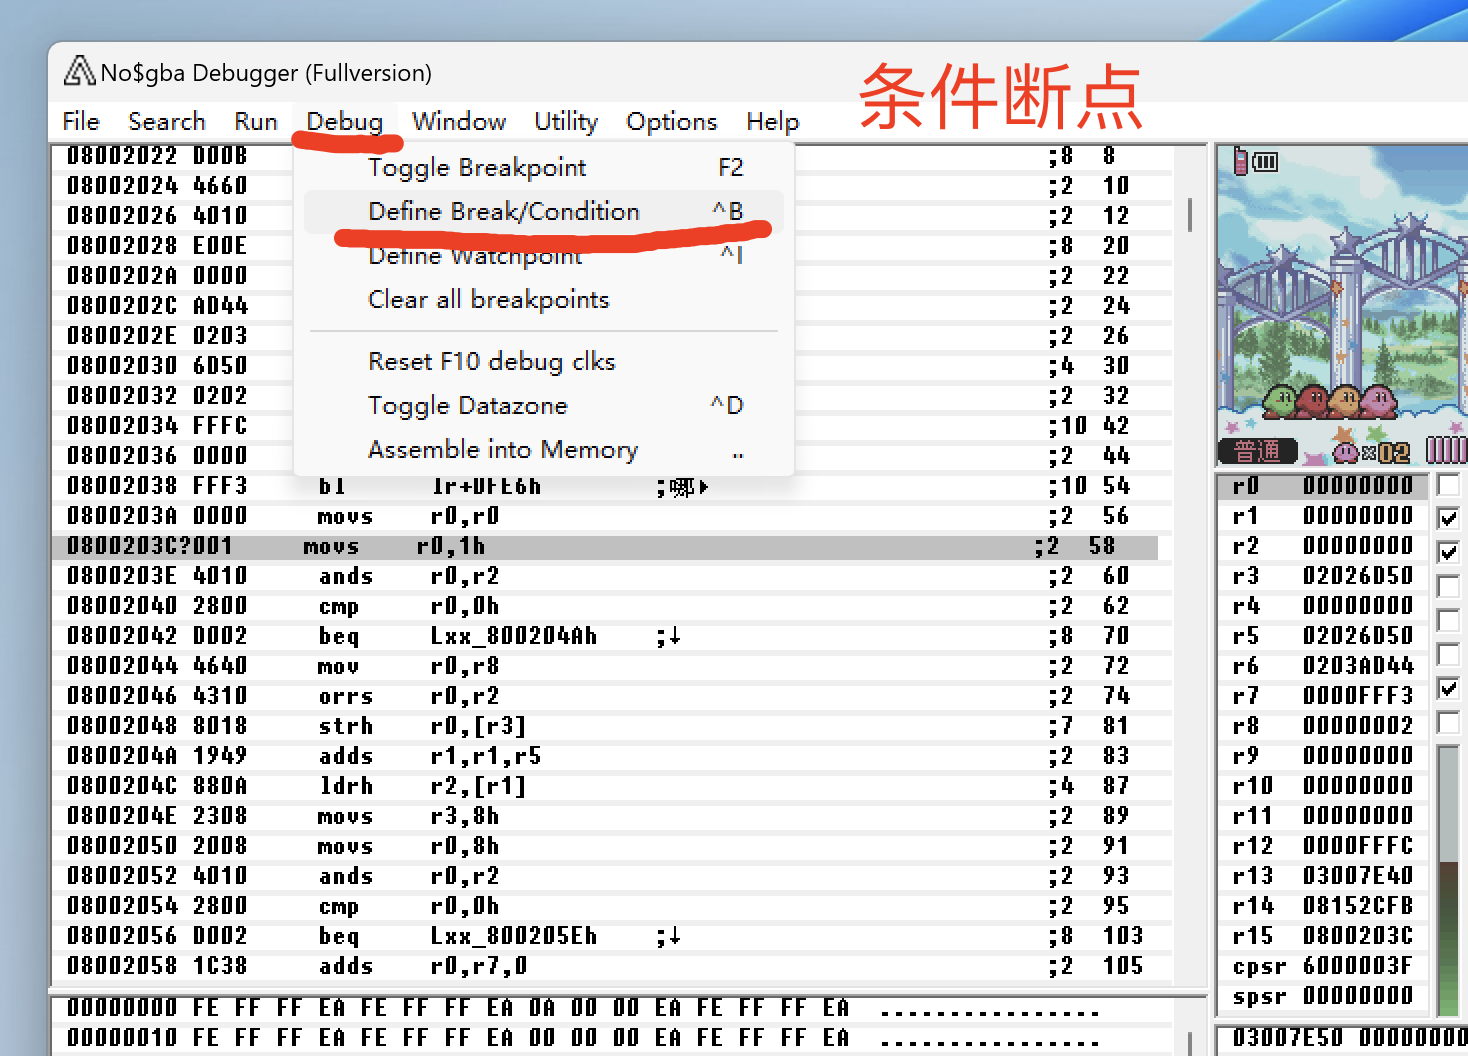 No$gba Debugger (Fullversion)
条件断点
File Search Run Debug Window Utility Options Help
Toggle Breakpoint F2
Define Break/Condition ^B
Define Watchpoint ^I
Clear all breakpoints
Reset F10 debug clks
Toggle Datazone ^D
Assemble into Memory ..
08002022 D00B ;8 8
08002024 4660 ;2 10
08002026 4010 ;2 12
08002028 E00E ;8 20
0800202A 0000 ;2 22
0800202C AD44 ;2 24
0800202E 0203 ;2 26
08002030 6D50 ;4 30
08002032 0202 ;2 32
08002034 FFFC ;10 42
08002036 0000 ;2 44
08002038 FFF3 bl lr+0FE6h ;哪▸ ;10 54
0800203A 0000 movs r0,r0 ;2 56
0800203C?001 movs r0,1h ;2 58
0800203E 4010 ands r0,r2 ;2 60
08002040 2800 cmp r0,0h ;2 62
08002042 D002 beq Lxx_800204Ah ;↓ ;8 70
08002044 4640 mov r0,r8 ;2 72
08002046 4310 orrs r0,r2 ;2 74
08002048 8018 strh r0,[r3] ;7 81
0800204A 1949 adds r1,r1,r5 ;2 83
0800204C 880A ldrh r2,[r1] ;4 87
0800204E 2308 movs r3,8h ;2 89
08002050 2008 movs r0,8h ;2 91
08002052 4010 ands r0,r2 ;2 93
08002054 2800 cmp r0,0h ;2 95
08002056 D002 beq Lxx_800205Eh ;↓ ;8 103
08002058 1C38 adds r0,r7,0 ;2 105
普通 ×02
r0 00000000
r1 00000000
r2 00000000
r3 02026D50
r4 00000000
r5 02026D50
r6 0203AD44
r7 0000FFF3
r8 00000002
r9 00000000
r10 00000000
r11 00000000
r12 0000FFFC
r13 03007E40
r14 08152CFB
r15 0800203C
cpsr 6000003F
spsr 00000000
00000000 FE FF FF EA FE FF FF EA 0A 00 00 EA FE FF FF EA ................
00000010 FE FF FF EA FE FF FF EA 00 00 00 EA FE FF FF EA ................
03007E50 00000000